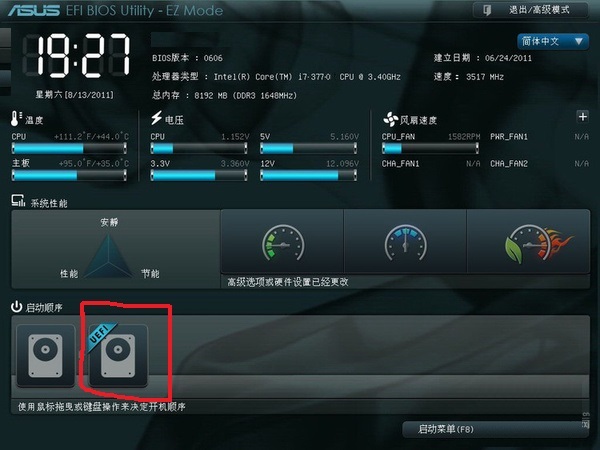 ASUS EFI BIOS Utility - EZ Mode
退出/高级模式
19:27
简体中文
BIOS版本 : 0606
建立日期 : 06/24/2011
处理器类型 : Intel(R) Core(TM) i7-3770 CPU @ 3.40GHz
速度 : 3517 MHz
星期六 [8/13/2011]
总内存 : 8192 MB (DDR3 1648MHz)
温度
电压
风扇速度
CPU +111.2°F/+44.0°C
CPU 1.152V
5V 5.160V
CPU_FAN 1582RPM
PWR_FAN1 N/A
主板 +95.0°F/+35.0°C
3.3V 3.360V
12V 12.096V
CHA_FAN1 N/A
CHA_FAN2 N/A
系统性能
安静
性能
节能
高级选项或硬件设置已经更改
启动顺序
UEFI
使用鼠标拖曳或键盘操作来决定开机顺序
启动菜单(F8)